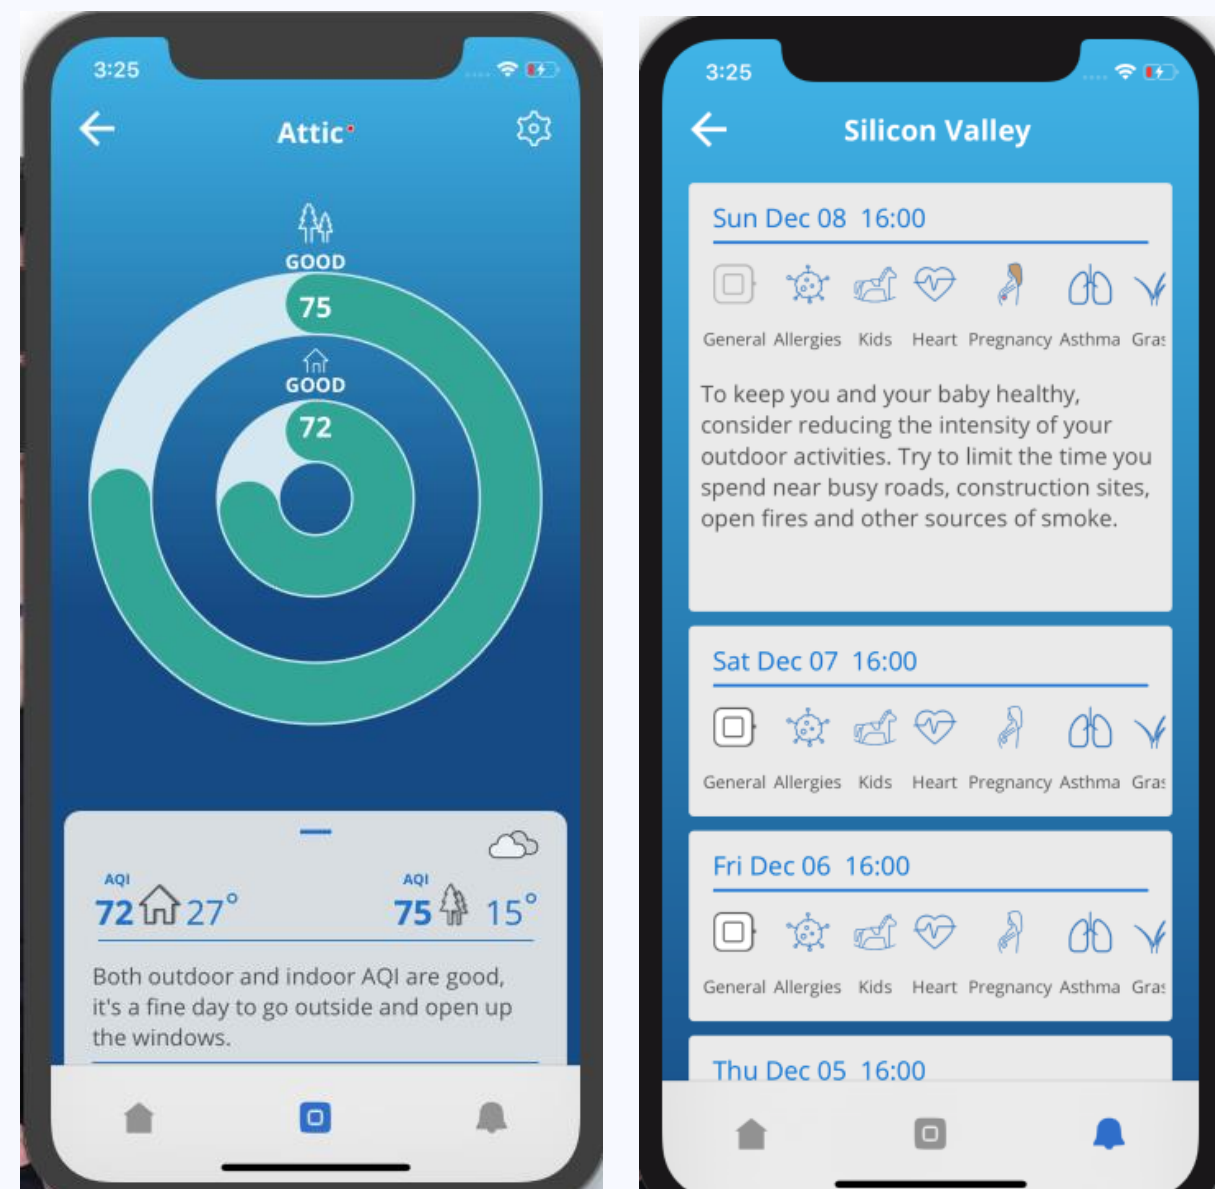 3:25
Attic
GOOD
75
GOOD
72
AQI
72 27°
AQI
75 15°
Both outdoor and indoor AQI are good,
it's a fine day to go outside and open up
the windows.
3:25
Silicon Valley
Sun Dec 08 16:00
General Allergies Kids Heart Pregnancy Asthma Gras
To keep you and your baby healthy,
consider reducing the intensity of your
outdoor activities. Try to limit the time you
spend near busy roads, construction sites,
open fires and other sources of smoke.
Sat Dec 07 16:00
General Allergies Kids Heart Pregnancy Asthma Gras
Fri Dec 06 16:00
General Allergies Kids Heart Pregnancy Asthma Gras
Thu Dec 05 16:00